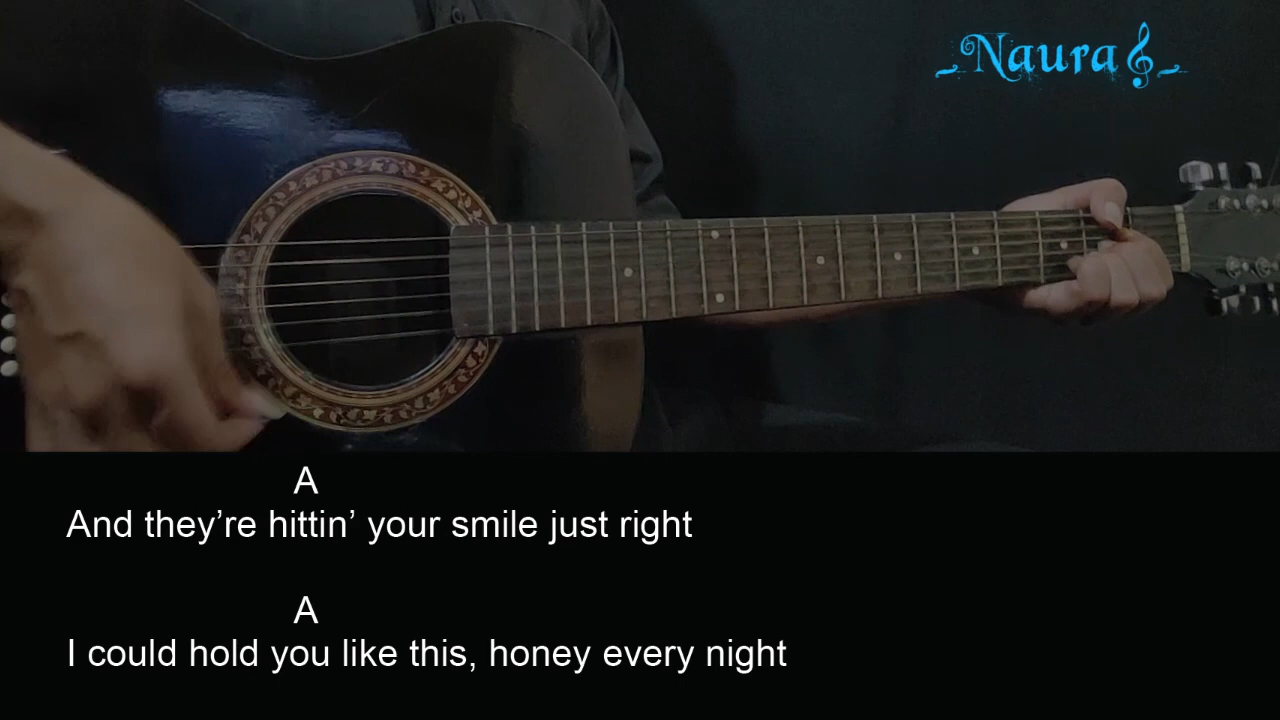 Naura
A
And they’re hittin’ your smile just right
A
I could hold you like this, honey every night